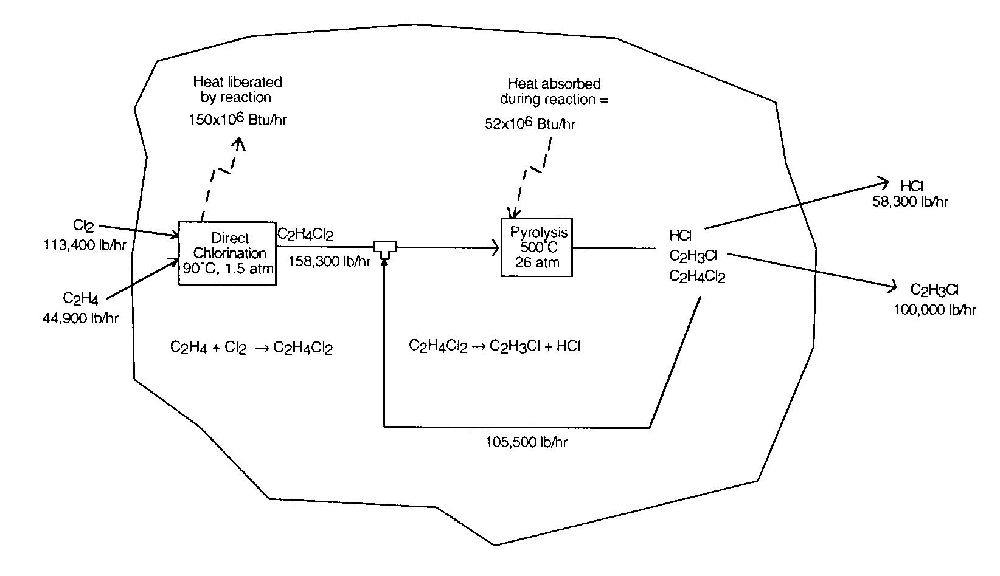 Heat liberated
by reaction
150x10⁶ Btu/hr
Heat absorbed
during reaction =
52x10⁶ Btu/hr
Cl₂
113,400 lb/hr
C₂H₄
44,900 lb/hr
Direct
Chlorination
90°C, 1.5 atm
C₂H₄Cl₂
158,300 lb/hr
Pyrolysis
500°C
26 atm
HCl
C₂H₃Cl
C₂H₄Cl₂
HCl
58,300 lb/hr
C₂H₃Cl
100,000 lb/hr
C₂H₄ + Cl₂ → C₂H₄Cl₂
C₂H₄Cl₂ → C₂H₃Cl + HCl
105,500 lb/hr